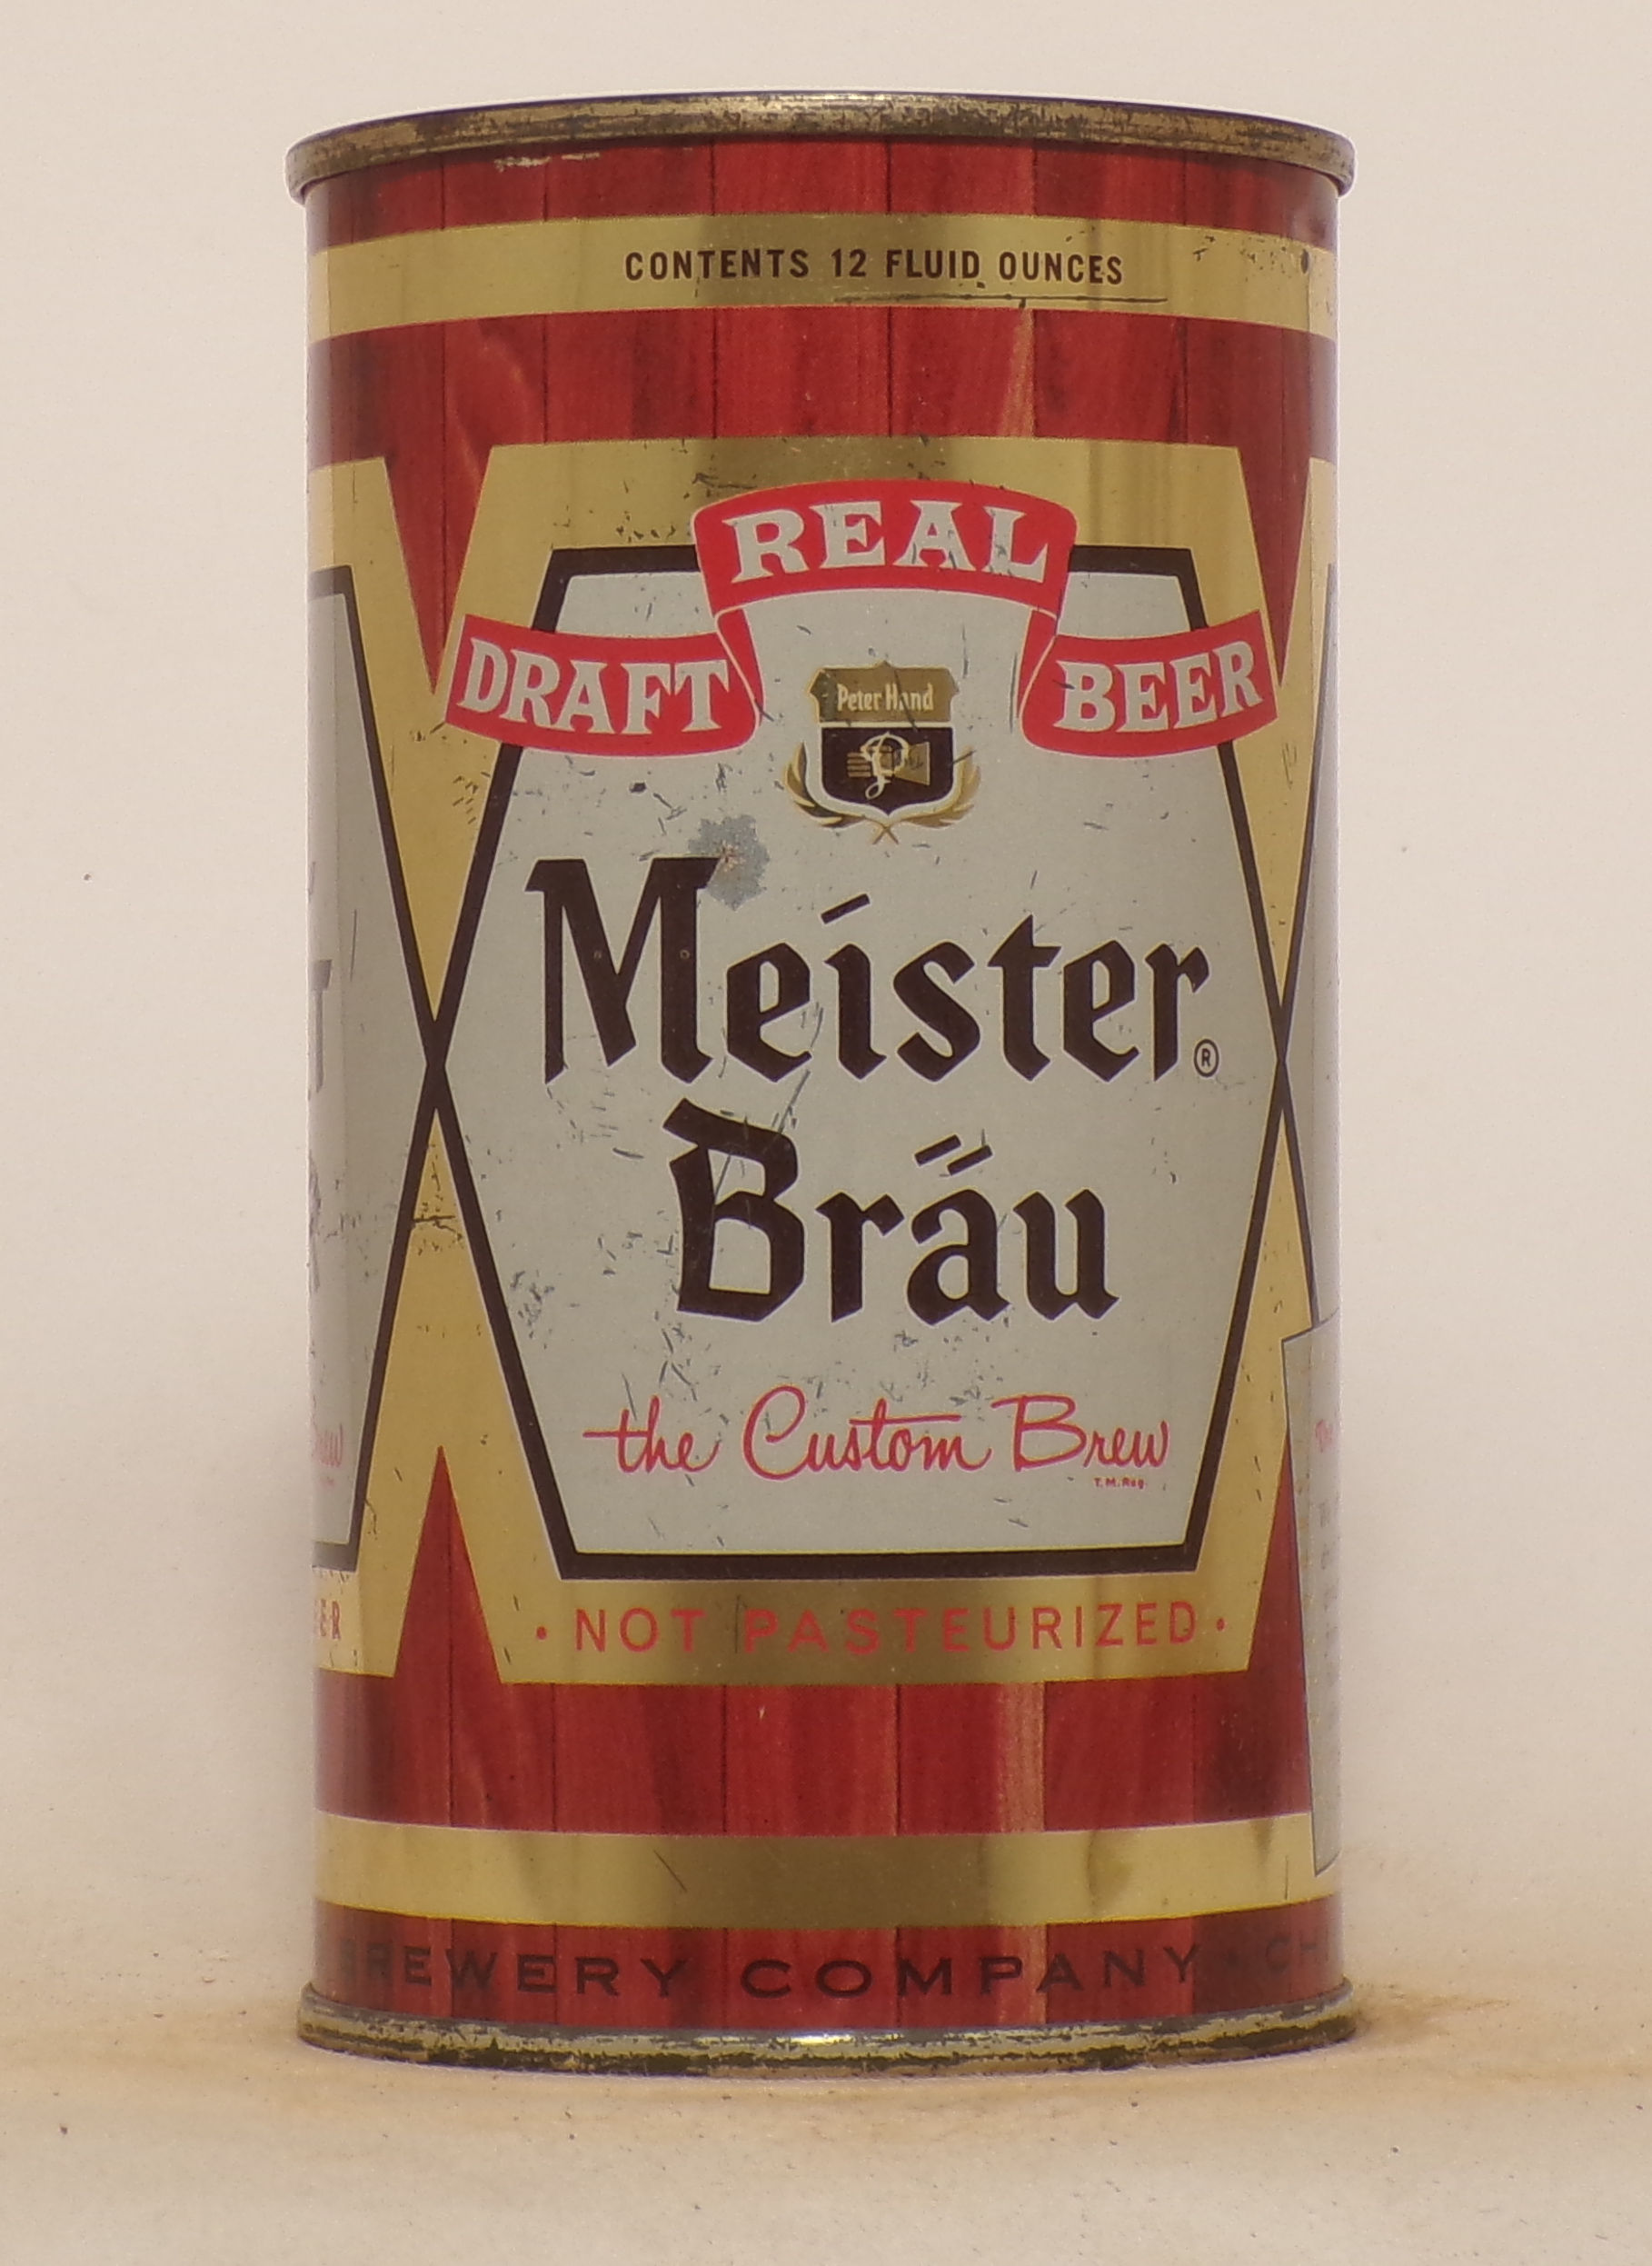 CONTENTS 12 FLUID OUNCES
REAL
DRAFT BEER
Peter Hand
Meister®
Bräu
the Custom Brew
T.M. Reg.
• NOT PASTEURIZED •
BREWERY COMPANY • CH